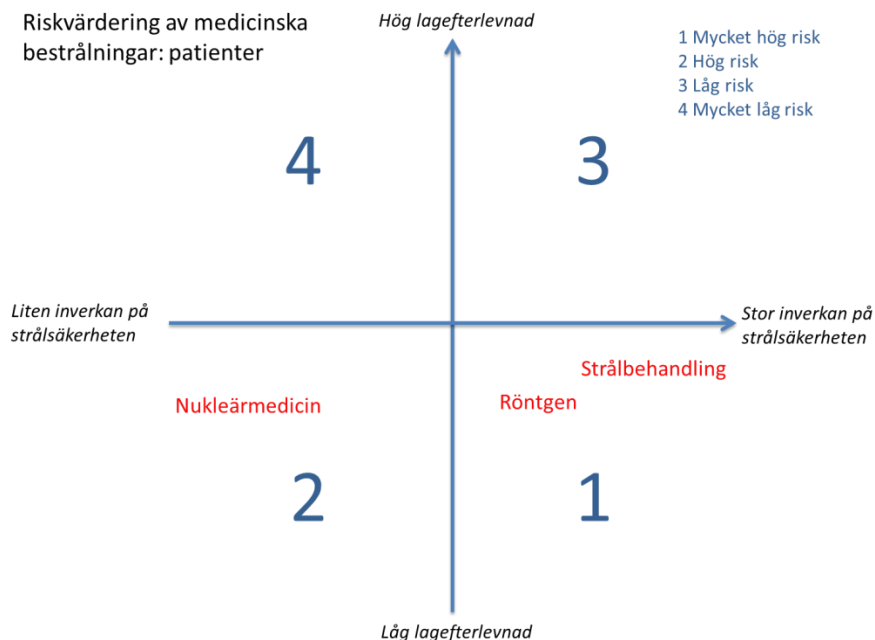 Riskvärdering av medicinska
bestrålningar: patienter
Hög lagefterlevnad
1 Mycket hög risk
2 Hög risk
3 Låg risk
4 Mycket låg risk
4
3
Liten inverkan på
strålsäkerheten
Stor inverkan på
strålsäkerheten
Strålbehandling
Nukleärmedicin
Röntgen
2
1
Låg lagefterlevnad